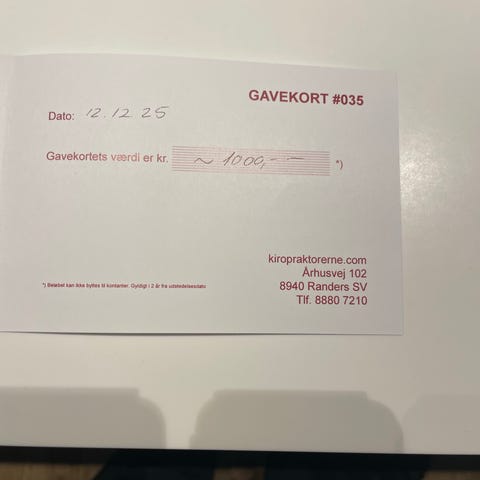 GAVEKORT #035
Dato: 12.12.25
Gavekortets værdi er kr. ~ 1000,-- *)
kiropraktorerne.com
Århusvej 102
8940 Randers SV
Tlf. 8880 7210
*) Beløbet kan ikke byttes til kontanter. Gyldigt i 2 år fra udstedelsesdato